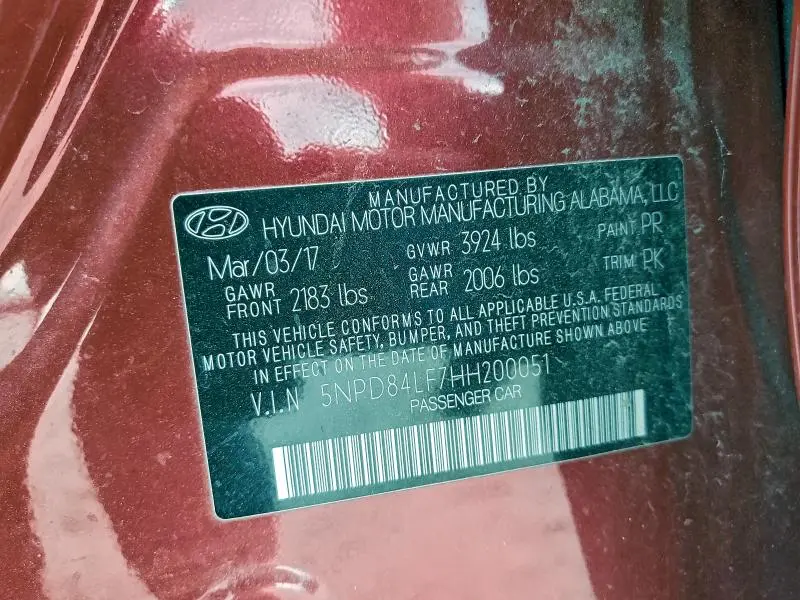 MANUFACTURED BY
HYUNDAI MOTOR MANUFACTURING ALABAMA, LLC
Mar/03/17 GVWR 3924 lbs PAINT PR
GAWR FRONT 2183 lbs GAWR REAR 2006 lbs TRIM PK
THIS VEHICLE CONFORMS TO ALL APPLICABLE U.S.A. FEDERAL
MOTOR VEHICLE SAFETY, BUMPER, AND THEFT PREVENTION STANDARDS
IN EFFECT ON THE DATE OF MANUFACTURE SHOWN ABOVE
V.I.N 5NPD84LF7HH200051
PASSENGER CAR